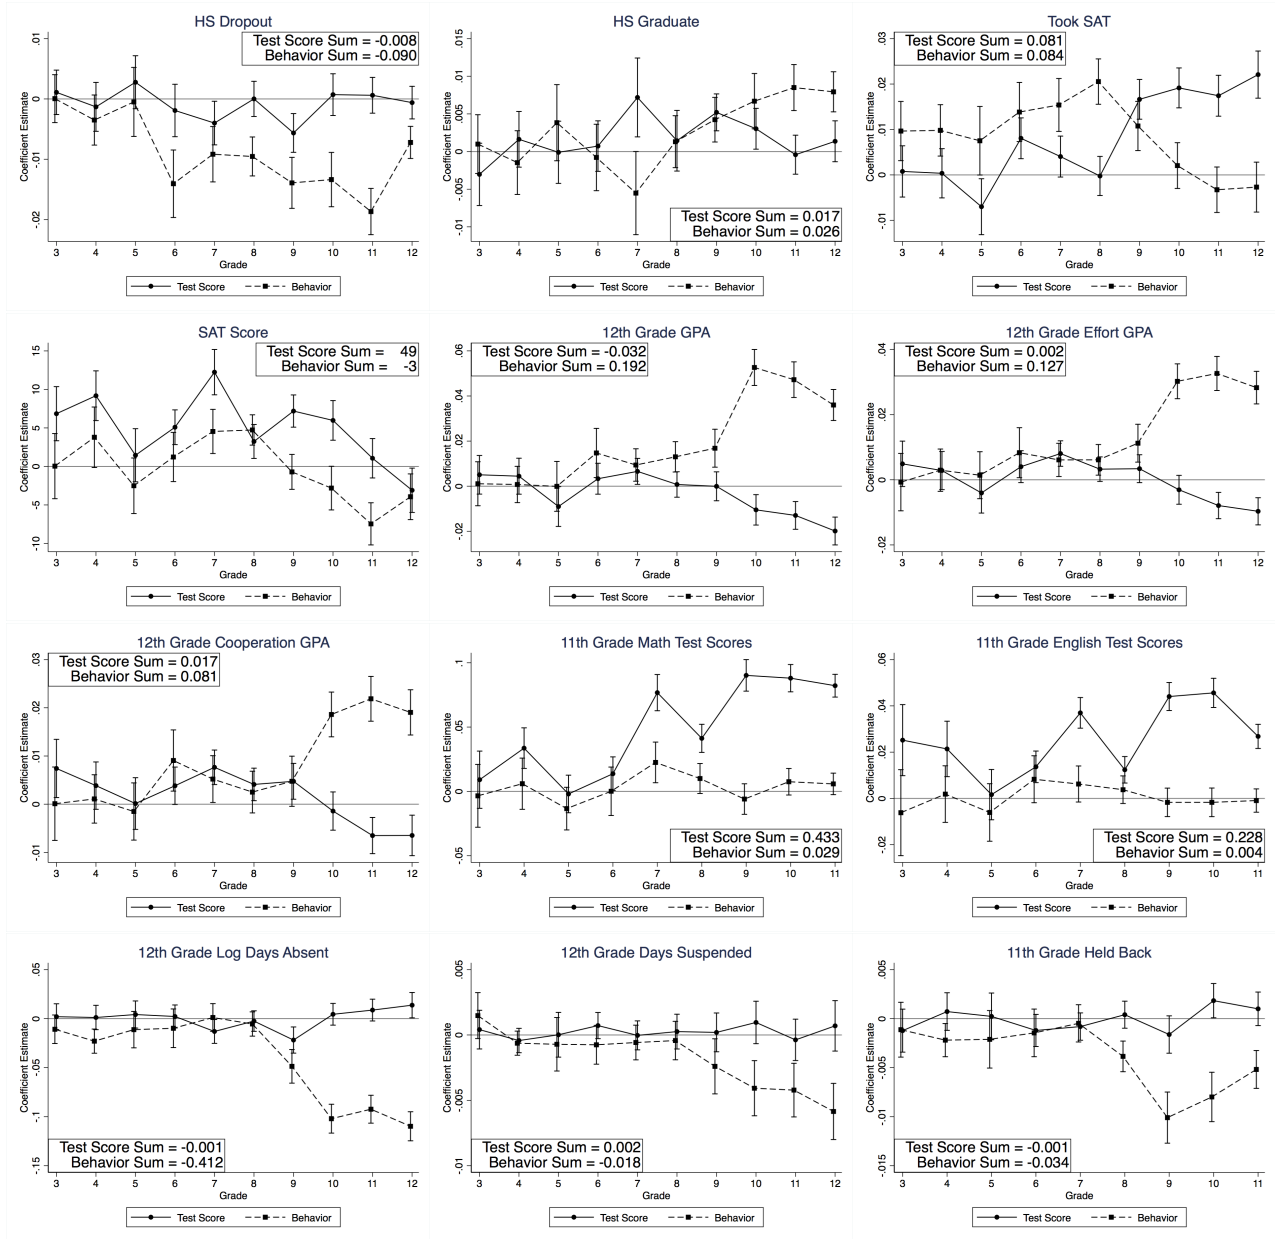 HS Dropout
Test Score Sum = -0.008
Behavior Sum = -0.090
Coefficient Estimate
.01
0
-.01
-.02
3 4 5 6 7 8 9 10 11 12
Grade
Test Score Behavior
HS Graduate
Test Score Sum = 0.017
Behavior Sum = 0.026
Coefficient Estimate
.015
.01
.005
0
-.005
-.01
3 4 5 6 7 8 9 10 11 12
Grade
Test Score Behavior
Took SAT
Test Score Sum = 0.081
Behavior Sum = 0.084
Coefficient Estimate
.03
.02
.01
0
-.01
3 4 5 6 7 8 9 10 11 12
Grade
Test Score Behavior
SAT Score
Test Score Sum = 49
Behavior Sum = -3
Coefficient Estimate
15
10
5
0
-5
-10
3 4 5 6 7 8 9 10 11 12
Grade
Test Score Behavior
12th Grade GPA
Test Score Sum = -0.032
Behavior Sum = 0.192
Coefficient Estimate
.06
.04
.02
0
-.02
3 4 5 6 7 8 9 10 11 12
Grade
Test Score Behavior
12th Grade Effort GPA
Test Score Sum = 0.002
Behavior Sum = 0.127
Coefficient Estimate
.04
.02
0
-.02
3 4 5 6 7 8 9 10 11 12
Grade
Test Score Behavior
12th Grade Cooperation GPA
Test Score Sum = 0.017
Behavior Sum = 0.081
Coefficient Estimate
.03
.02
.01
0
-.01
3 4 5 6 7 8 9 10 11 12
Grade
Test Score Behavior
11th Grade Math Test Scores
Test Score Sum = 0.433
Behavior Sum = 0.029
Coefficient Estimate
.1
.05
0
-.05
3 4 5 6 7 8 9 10 11
Grade
Test Score Behavior
11th Grade English Test Scores
Test Score Sum = 0.228
Behavior Sum = 0.004
Coefficient Estimate
.06
.04
.02
0
-.02
3 4 5 6 7 8 9 10 11
Grade
Test Score Behavior
12th Grade Log Days Absent
Test Score Sum = -0.001
Behavior Sum = -0.412
Coefficient Estimate
.05
0
-.05
-.1
-.15
3 4 5 6 7 8 9 10 11 12
Grade
Test Score Behavior
12th Grade Days Suspended
Test Score Sum = 0.002
Behavior Sum = -0.018
Coefficient Estimate
.005
0
-.005
-.01
3 4 5 6 7 8 9 10 11 12
Grade
Test Score Behavior
11th Grade Held Back
Test Score Sum = -0.001
Behavior Sum = -0.034
Coefficient Estimate
.005
0
-.005
-.01
-.015
3 4 5 6 7 8 9 10 11
Grade
Test Score Behavior